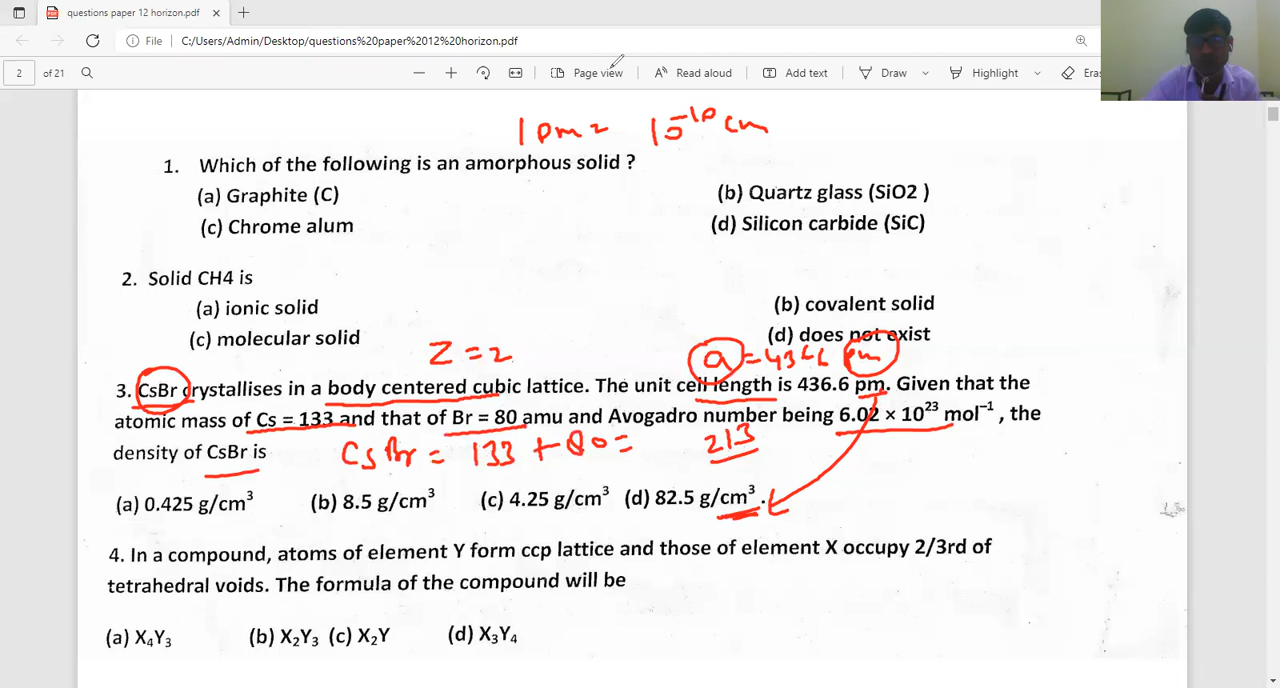 questions paper 12 horizon.pdf
File C:/Users/Admin/Desktop/questions%20paper%2012%20horizon.pdf
2 of 21 Page view Read aloud Add text Draw Highlight Eras
1 pm = 10⁻¹⁰ cm
1. Which of the following is an amorphous solid ?
(a) Graphite (C) (b) Quartz glass (SiO2 )
(c) Chrome alum (d) Silicon carbide (SiC)
2. Solid CH4 is
(a) ionic solid (b) covalent solid
(c) molecular solid (d) does not exist
Z = 2 a = 436.6 pm
3. CsBr crystallises in a body centered cubic lattice. The unit cell length is 436.6 pm. Given that the
atomic mass of Cs = 133 and that of Br = 80 amu and Avogadro number being 6.02 × 10²³ mol⁻¹ , the
density of CsBr is
CsBr = 133 + 80 = 213
(a) 0.425 g/cm³ (b) 8.5 g/cm³ (c) 4.25 g/cm³ (d) 82.5 g/cm³ .
4. In a compound, atoms of element Y form ccp lattice and those of element X occupy 2/3rd of
tetrahedral voids. The formula of the compound will be
(a) X₄Y₃ (b) X₂Y₃ (c) X₂Y (d) X₃Y₄